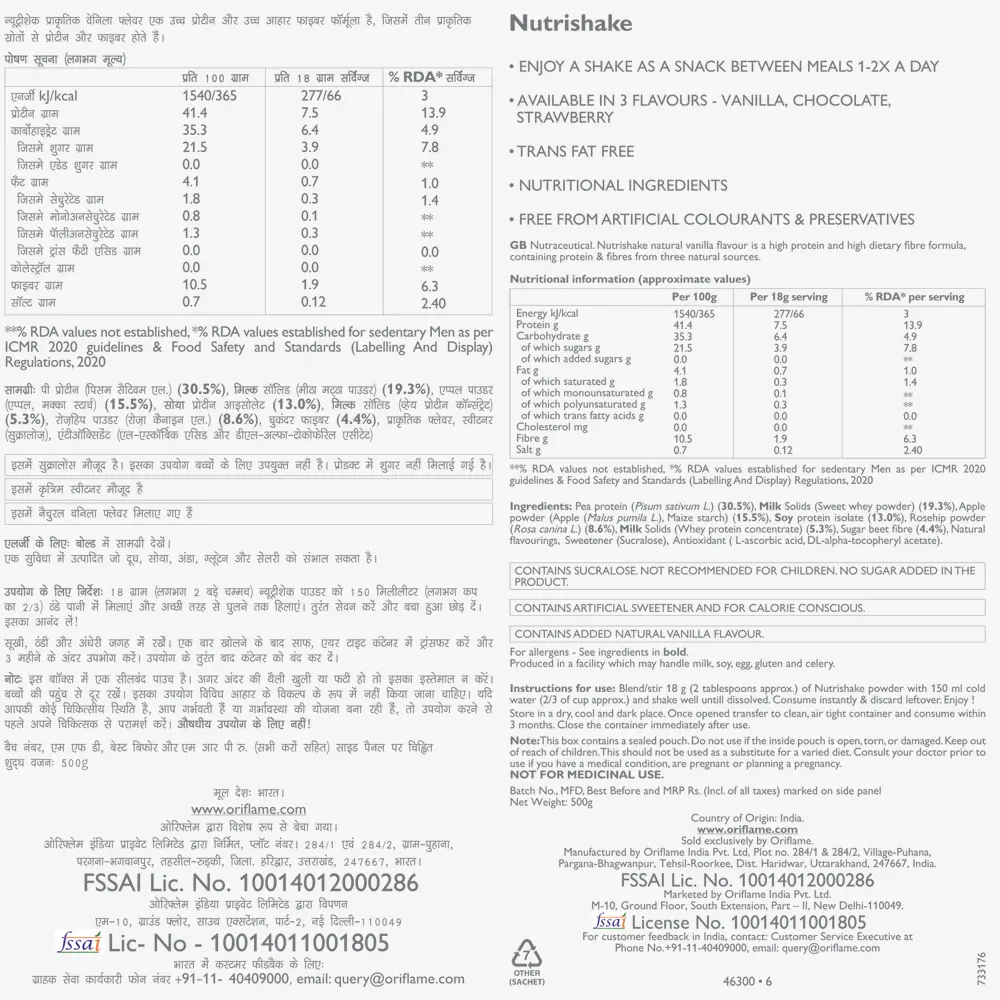 न्यूट्रीशेक प्राकृतिक वेनिला फ्लेवर एक उच्च प्रोटीन और उच्च आहार फाइबर फॉर्मूला है, जिसमें तीन प्राकृतिक
स्रोतों से प्रोटीन और फाइबर होते हैं।
पोषण सूचना (लगभग मूल्य)
प्रति 100 ग्राम प्रति 18 ग्राम सर्विन्ज % RDA* सर्विन्ज
एनर्जी kJ/kcal 1540/365 277/66 3
प्रोटीन ग्राम 41.4 7.5 13.9
कार्बोहाइड्रेट ग्राम 35.3 6.4 4.9
जिसमे शुगर ग्राम 21.5 3.9 7.8
जिसमे एडेड शुगर ग्राम 0.0 0.0 **
फैट ग्राम 4.1 0.7 1.0
जिसमे सेचुरेटेड ग्राम 1.8 0.3 1.4
जिसमे मोनोअनसेचुरेटेड ग्राम 0.8 0.1 **
जिसमे पॉलीअनसेचुरेटेड ग्राम 1.3 0.3 **
जिसमे ट्रांस फैटी एसिड ग्राम 0.0 0.0 0.0
कोलेस्ट्रॉल ग्राम 0.0 0.0 **
फाइबर ग्राम 10.5 1.9 6.3
सॉल्ट ग्राम 0.7 0.12 2.40
**% RDA values not established, *% RDA values established for sedentary Men as per
ICMR 2020 guidelines & Food Safety and Standards (Labelling And Display)
Regulations, 2020
सामग्री: पी प्रोटीन (पिसम सैटिवम एल.) (30.5%), मिल्क सॉलिड (मीठा मट्ठा पाउडर) (19.3%), एप्पल पाउडर
(एप्पल, मक्का स्टार्च) (15.5%), सोया प्रोटीन आइसोलेट (13.0%), मिल्क सॉलिड (व्हेय प्रोटीन कॉन्संट्रेट)
(5.3%), रोज़हिप पाउडर (रोज़ा कैनाइन एल.) (8.6%), चुकंदर फाइबर (4.4%), प्राकृतिक फ्लेवर, स्वीटनर
(सुक्रालोज़), एंटीऑक्सिडेंट (एल-एस्कॉर्बिक एसिड और डीएल-अल्फा-टोकोफेरिल एसीटेट)
इसमें सुक्रालोस मौजूद है। इसका उपयोग बच्चों के लिए उपयुक्त नहीं है। प्रोडक्ट में शुगर नहीं मिलाई गई है।
इसमें कृत्रिम स्वीटनर मौजूद है
इसमें नैचुरल वनिला फ्लेवर मिलाए गए हैं
एलर्जी के लिए: बोल्ड में सामग्री देखें।
एक सुविधा में उत्पादित जो दूध, सोया, अंडा, ग्लूटन और सेलरी को संभाल सकता है।
उपयोग के लिए निर्देश: 18 ग्राम (लगभग 2 बड़े चम्मच) न्यूट्रीशेक पाउडर को 150 मिलीलीटर (लगभग कप
का 2/3) ठंडे पानी में मिलाएं और अच्छी तरह से घुलने तक हिलाएं। तुरंत सेवन करें और बचा हुआ छोड़ दें।
इसका आनंद लें!
सूखी, ठंडी और अंधेरी जगह में रखें। एक बार खोलने के बाद साफ, एयर टाइट कंटेनर में ट्रांसफर करें और
3 महीने के अंदर उपभोग करें। उपयोग के तुरंत बाद कंटेनर को बंद कर दें।
नोट: इस बॉक्स में एक सीलबंद पाउच है। अगर अंदर की थैली खुली या फटी हो तो इसका इस्तेमाल न करें।
बच्चों की पहुंच से दूर रखें। इसका उपयोग विविध आहार के विकल्प के रूप में नहीं किया जाना चाहिए। यदि
आपकी कोई चिकित्सीय स्थिति है, आप गर्भवती हैं या गर्भावस्था की योजना बना रही हैं, तो उपयोग करने से
पहले अपने चिकित्सक से परामर्श करें। औषधीय उपयोग के लिए नहीं!
बैच नंबर, एम एफ डी, बेस्ट बिफोर और एम आर पी रु. (सभी करों सहित) साइड पैनल पर चिह्नित
शुद्ध वजनः 500g
मूल देशः भारत।
www.oriflame.com
ओरिफ्लेम द्वारा विशेष रूप से बेचा गया।
ओरिफ्लेम इंडिया प्राइवेट लिमिटेड द्वारा निर्मित, प्लॉट नंबर। 284/1 एवं 284/2, ग्राम-पुहाना,
परगना-भगवानपुर, तहसील-रुड़की, जिला. हरिद्वार, उत्तराखंड, 247667, भारत।
FSSAI Lic. No. 10014012000286
ओरिफ्लेम इंडिया प्राइवेट लिमिटेड द्वारा विपणन
एम-10, ग्राउंड फ्लोर, साउथ एक्सटेंशन, पार्ट-2, नई दिल्ली-110049
fssai Lic- No - 10014011001805
भारत में कस्टमर फीडबैक के लिए:
ग्राहक सेवा कार्यकारी फोन नंबर +91-11- 40409000, email: query@oriflame.com
Nutrishake
• ENJOY A SHAKE AS A SNACK BETWEEN MEALS 1-2X A DAY
• AVAILABLE IN 3 FLAVOURS - VANILLA, CHOCOLATE,
STRAWBERRY
• TRANS FAT FREE
• NUTRITIONAL INGREDIENTS
• FREE FROM ARTIFICIAL COLOURANTS & PRESERVATIVES
GB Nutraceutical. Nutrishake natural vanilla flavour is a high protein and high dietary fibre formula,
containing protein & fibres from three natural sources.
Nutritional information (approximate values)
Per 100g Per 18g serving % RDA* per serving
Energy kJ/kcal 1540/365 277/66 3
Protein g 41.4 7.5 13.9
Carbohydrate g 35.3 6.4 4.9
of which sugars g 21.5 3.9 7.8
of which added sugars g 0.0 0.0 **
Fat g 4.1 0.7 1.0
of which saturated g 1.8 0.3 1.4
of which monounsaturated g 0.8 0.1 **
of which polyunsaturated g 1.3 0.3 **
of which trans fatty acids g 0.0 0.0 0.0
Cholesterol mg 0.0 0.0 **
Fibre g 10.5 1.9 6.3
Salt g 0.7 0.12 2.40
**% RDA values not established, *% RDA values established for sedentary Men as per ICMR 2020
guidelines & Food Safety and Standards (Labelling And Display) Regulations, 2020
Ingredients: Pea protein (Pisum sativum L.) (30.5%), Milk Solids (Sweet whey powder) (19.3%), Apple
powder (Apple (Malus pumila L.), Maize starch) (15.5%), Soy protein isolate (13.0%), Rosehip powder
(Rosa canina L.) (8.6%), Milk Solids (Whey protein concentrate) (5.3%), Sugar beet fibre (4.4%), Natural
flavourings, Sweetener (Sucralose), Antioxidant ( L-ascorbic acid, DL-alpha-tocopheryl acetate).
CONTAINS SUCRALOSE. NOT RECOMMENDED FOR CHILDREN. NO SUGAR ADDED IN THE
PRODUCT.
CONTAINS ARTIFICIAL SWEETENER AND FOR CALORIE CONSCIOUS.
CONTAINS ADDED NATURAL VANILLA FLAVOUR.
For allergens - See ingredients in bold.
Produced in a facility which may handle milk, soy, egg, gluten and celery.
Instructions for use: Blend/stir 18 g (2 tablespoons approx.) of Nutrishake powder with 150 ml cold
water (2/3 of cup approx.) and shake well untill dissolved. Consume instantly & discard leftover. Enjoy !
Store in a dry, cool and dark place. Once opened transfer to clean, air tight container and consume within
3 months. Close the container immediately after use.
Note:This box contains a sealed pouch. Do not use if the inside pouch is open, torn, or damaged. Keep out
of reach of children. This should not be used as a substitute for a varied diet. Consult your doctor prior to
use if you have a medical condition, are pregnant or planning a pregnancy.
NOT FOR MEDICINAL USE.
Batch No., MFD, Best Before and MRP Rs. (Incl. of all taxes) marked on side panel
Net Weight: 500g
Country of Origin: India.
www.oriflame.com
Sold exclusively by Oriflame.
Manufactured by Oriflame India Pvt. Ltd, Plot no. 284/1 & 284/2, Village-Puhana,
Pargana-Bhagwanpur, Tehsil-Roorkee, Dist. Haridwar, Uttarakhand, 247667, India.
FSSAI Lic. No. 10014012000286
Marketed by Oriflame India Pvt. Ltd.
M-10, Ground Floor, South Extension, Part – II, New Delhi-110049.
fssai License No. 10014011001805
For customer feedback in India, contact: Customer Service Executive at
Phone No.+91-11-40409000, email: query@oriflame.com
7
OTHER
(SACHET)
46300 • 6
733176